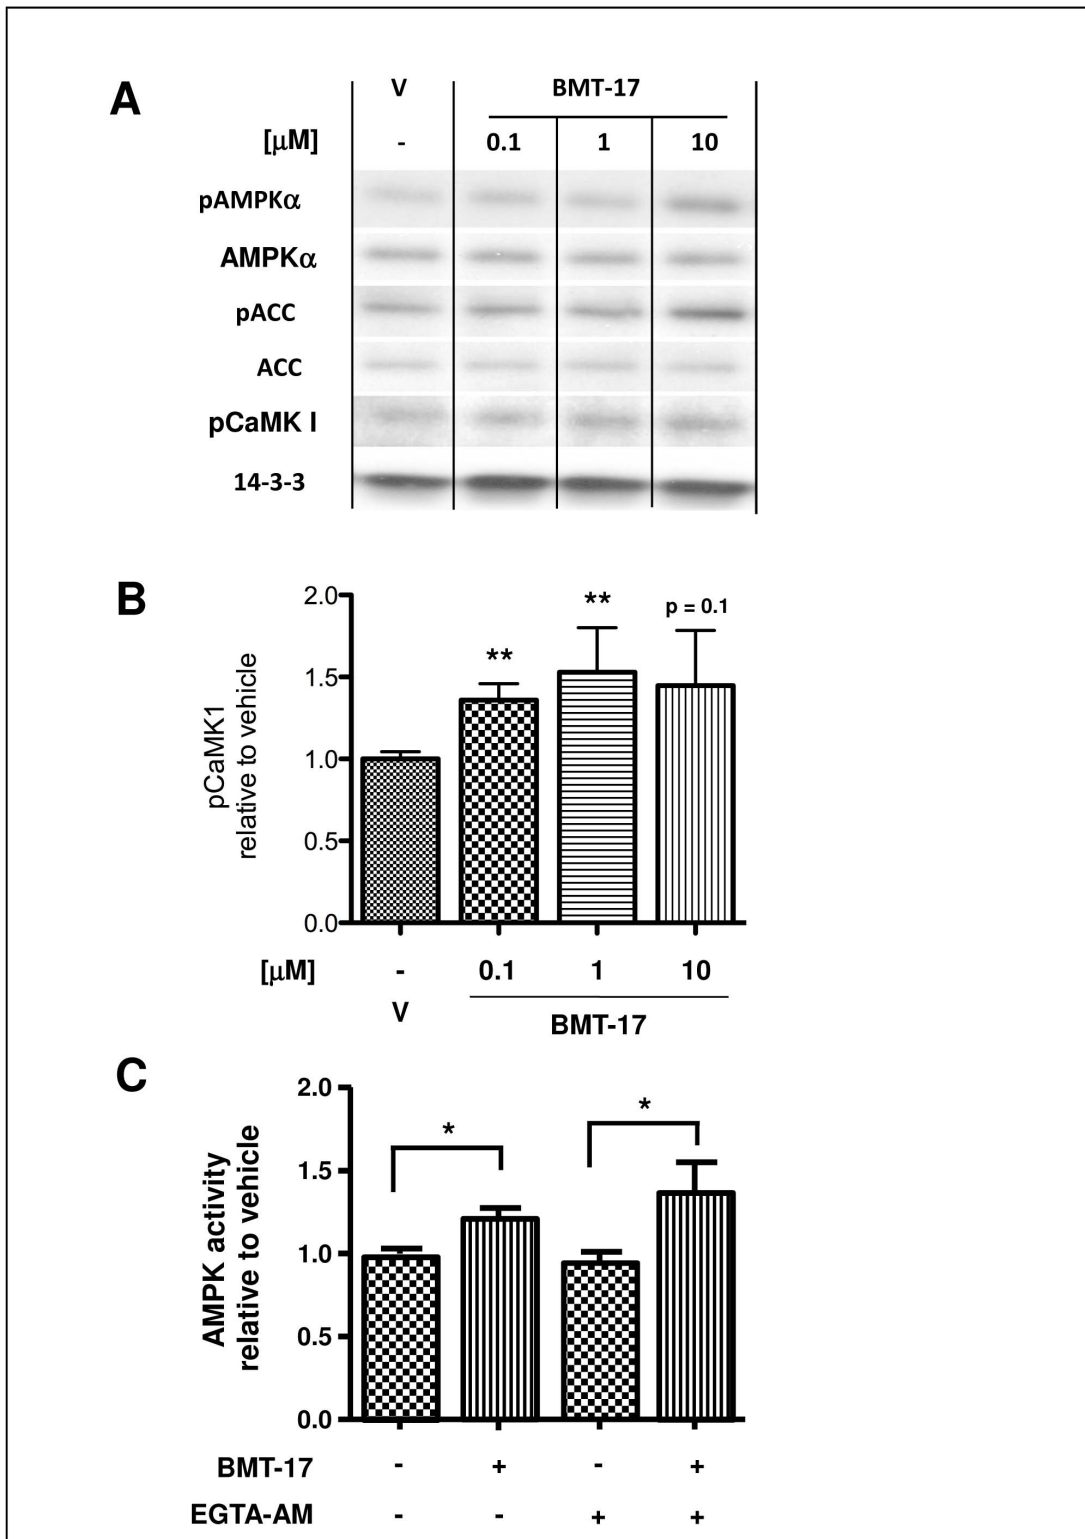 A
V BMT-17
[μM] - 0.1 1 10
pAMPKα
AMPKα
pACC
ACC
pCaMK I
14-3-3
B
pCaMK1
relative to vehicle
2.0
1.5
1.0
0.5
0.0
**
**
p = 0.1
[μM] - 0.1 1 10
V BMT-17
C
AMPK activity
relative to vehicle
2.0
1.5
1.0
0.5
0.0
*
*
BMT-17 - + - +
EGTA-AM - - + +